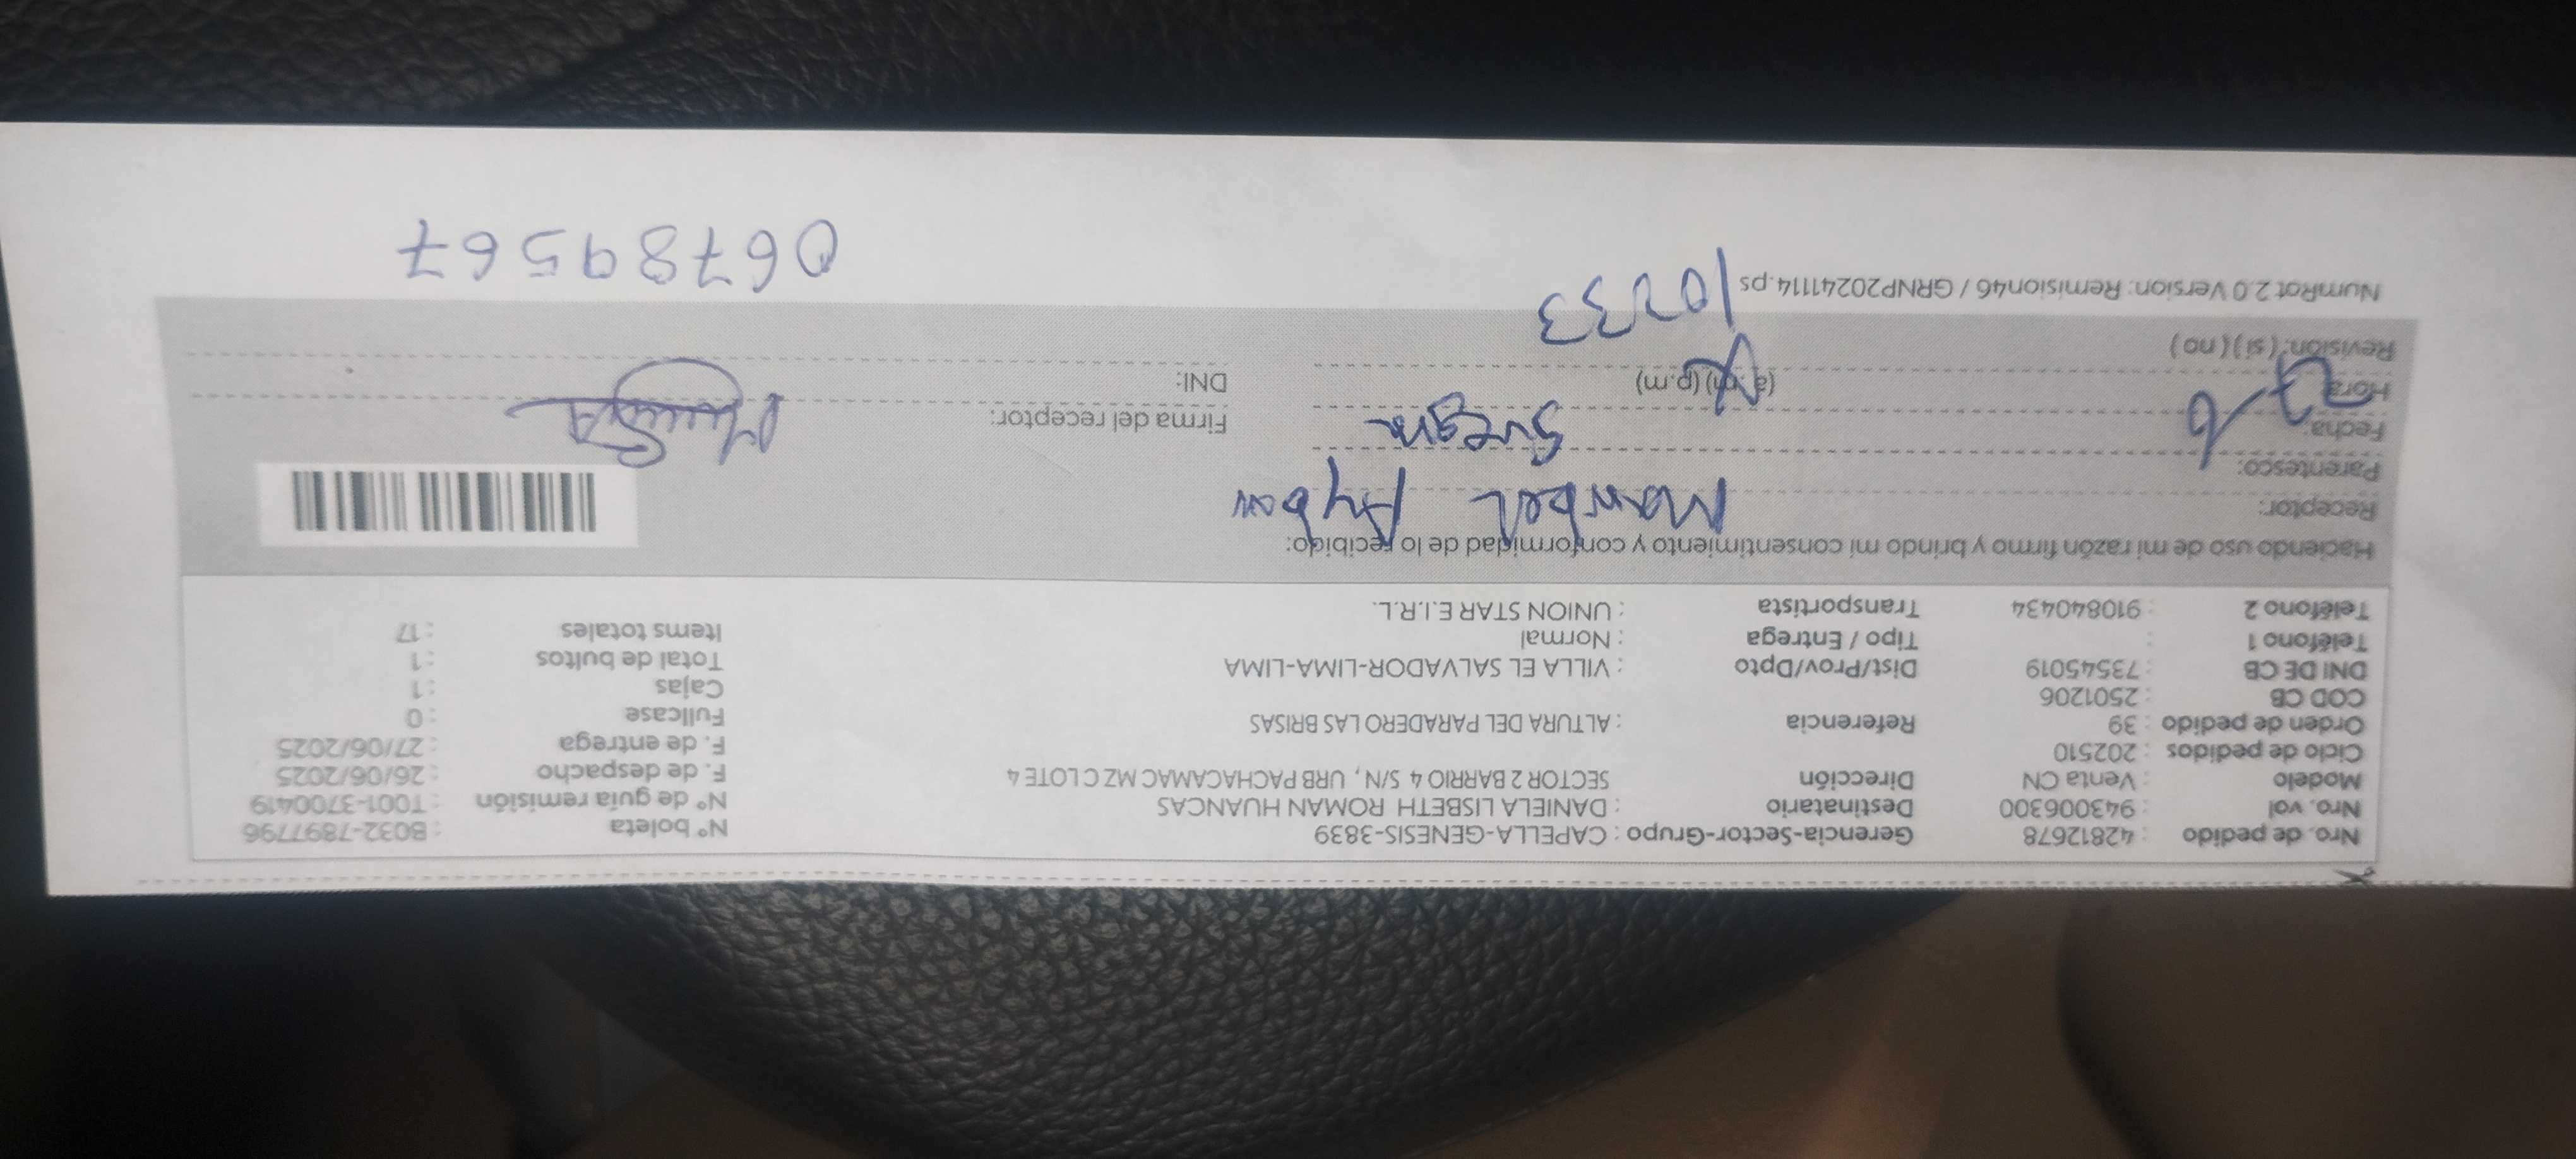 Nro. de pedido : 42812678 Gerencia-Sector-Grupo : CAPELLA-GENESIS-3839 N° boleta : B032-7897796
Nro. vol : 943006300 Destinatario : DANIELA LISBETH ROMAN HUANCAS N° de guía remisión : T001-3700419
Modelo : Venta CN Dirección SECTOR 2 BARRIO 4 S/N, URB PACHACAMAC MZ C LOTE 4 F. de despacho : 26/06/2025
Ciclo de pedidos : 202510 F. de entrega : 27/06/2025
Orden de pedido : 39 Referencia : ALTURA DEL PARADERO LAS BRISAS Fullcase : 0
COD CB : 2501206 Cajas : 1
DNI DE CB : 73545019 Dist/Prov/Dpto : VILLA EL SALVADOR-LIMA-LIMA Total de bultos : 1
Teléfono 1 : Tipo / Entrega : Normal Items totales : 17
Teléfono 2 : 910840434 Transportista : UNION STAR E.I.R.L.
Haciendo uso de mi razón firmo y brindo mi consentimiento y conformidad de lo recibido:
Receptor:
Parentesco: Suegra
Fecha: 27/6 Firma del receptor:
Hora: (a.m) (p.m) DNI:
Revisión: (si) (no)
NumRot 2.0 Version: Remision46 / GRNP20241114.ps 06789567